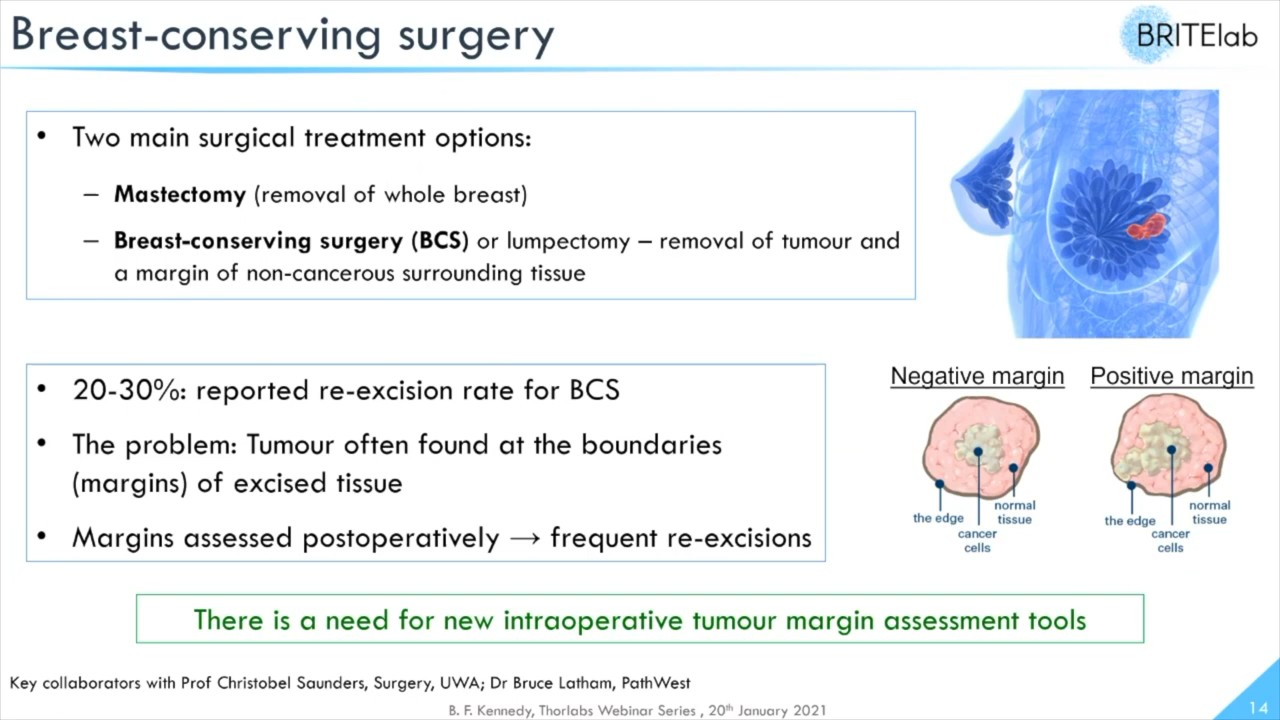 Breast-conserving surgery
BRITElab
• Two main surgical treatment options:
– Mastectomy (removal of whole breast)
– Breast-conserving surgery (BCS) or lumpectomy – removal of tumour and
a margin of non-cancerous surrounding tissue
• 20-30%: reported re-excision rate for BCS
• The problem: Tumour often found at the boundaries
(margins) of excised tissue
• Margins assessed postoperatively → frequent re-excisions
Negative margin
the edge
cancer
cells
normal
tissue
Positive margin
the edge
cancer
cells
normal
tissue
There is a need for new intraoperative tumour margin assessment tools
Key collaborators with Prof Christobel Saunders, Surgery, UWA; Dr Bruce Latham, PathWest
B. F. Kennedy, Thorlabs Webinar Series , 20th January 2021
14